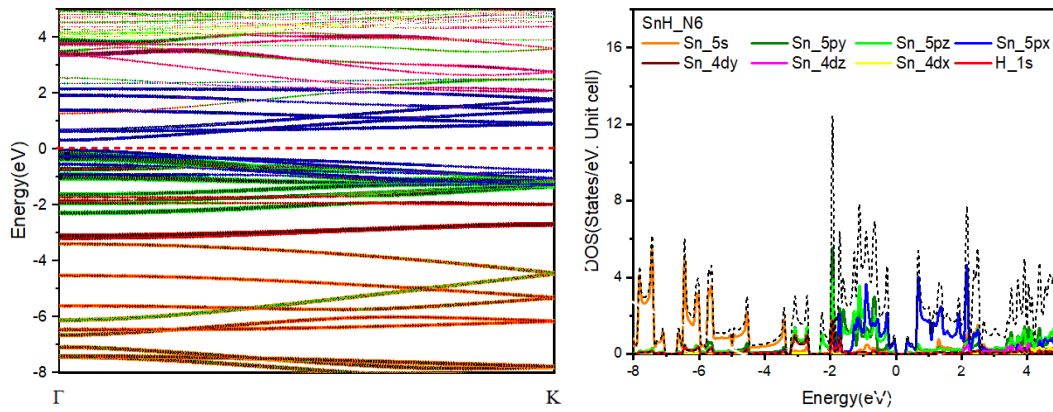 4
2
0
-2
-4
-6
-8
Energy(eV)
Γ
K
SnH_N6
Sn_5s
Sn_5py
Sn_5pz
Sn_5px
Sn_4dy
Sn_4dz
Sn_4dx
H_1s
16
12
8
4
0
DOS(States/eV. Unit cell)
-8
-6
-4
-2
0
2
4
Energy(eV)